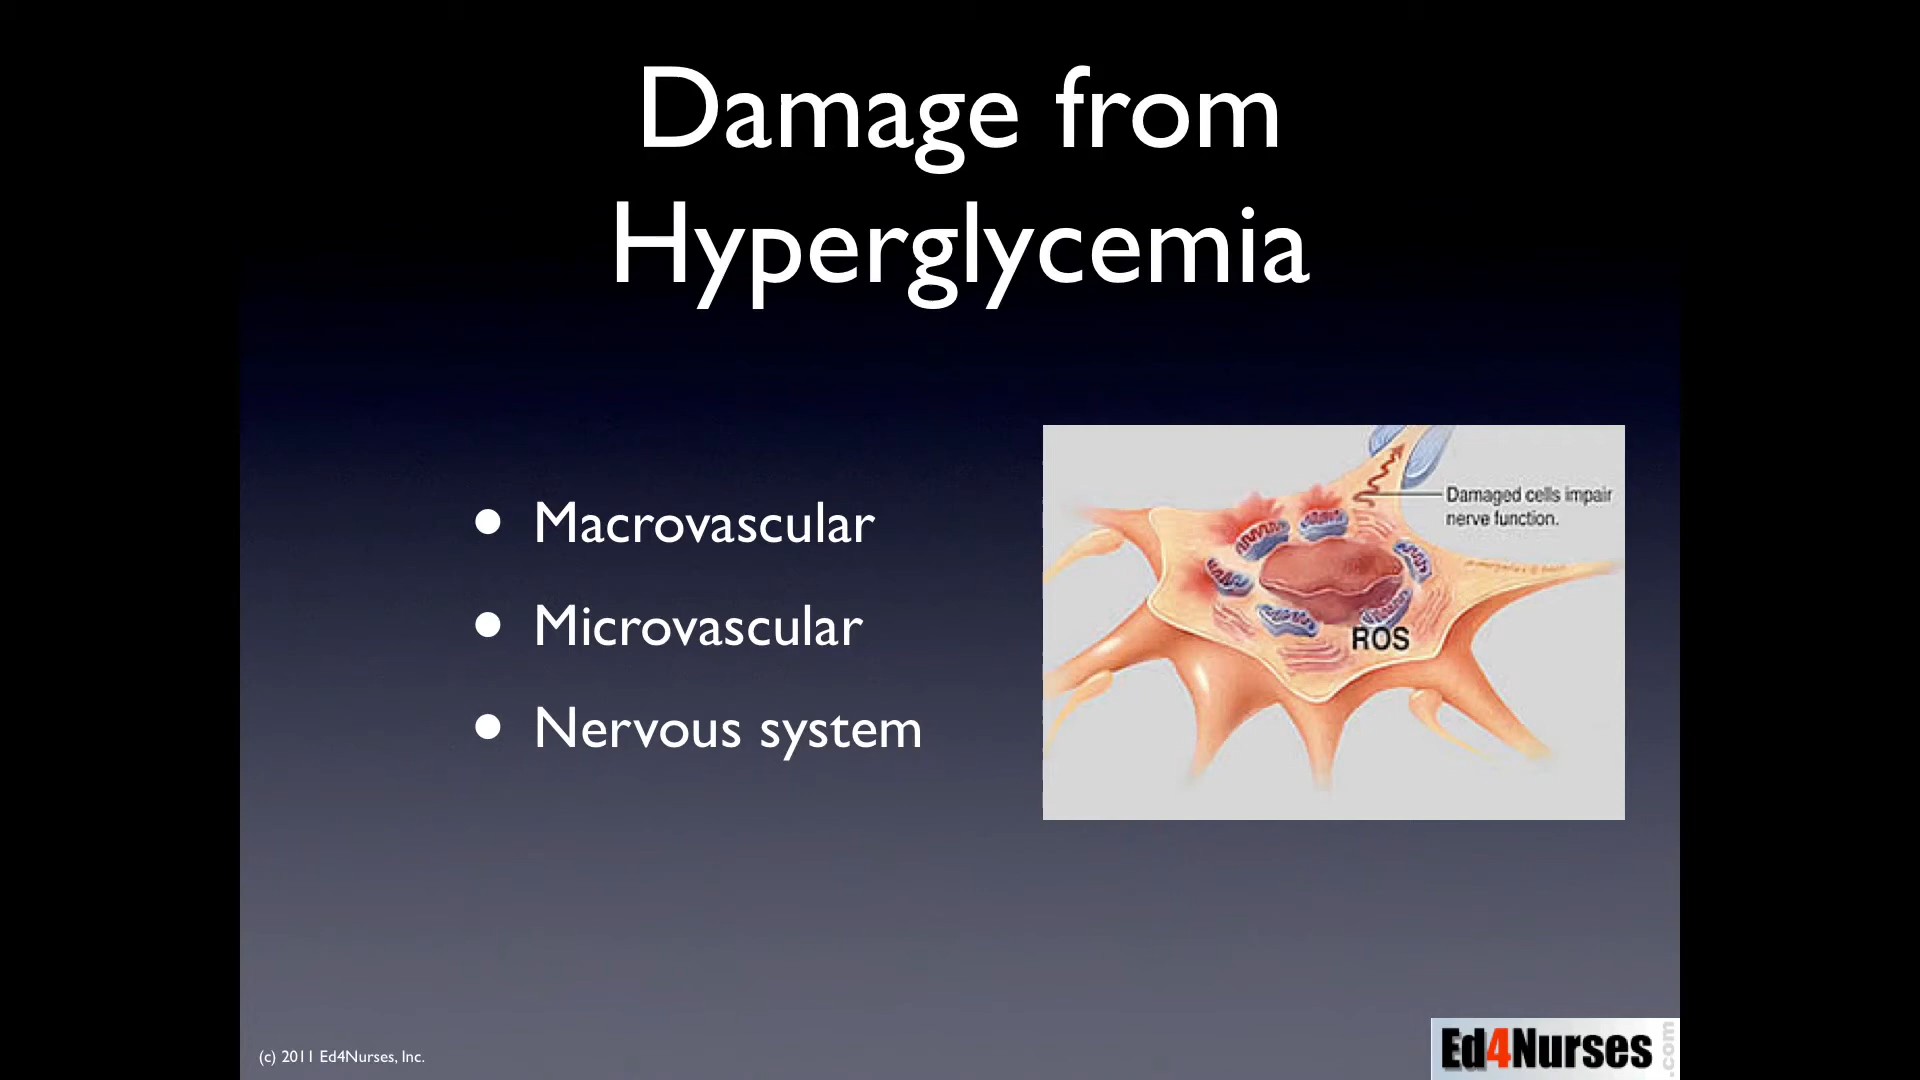 Damage from
Hyperglycemia
• Macrovascular
• Microvascular
• Nervous system
Damaged cells impair
nerve function.
ROS
(c) 2011 Ed4Nurses, Inc.
Ed4Nurses.com